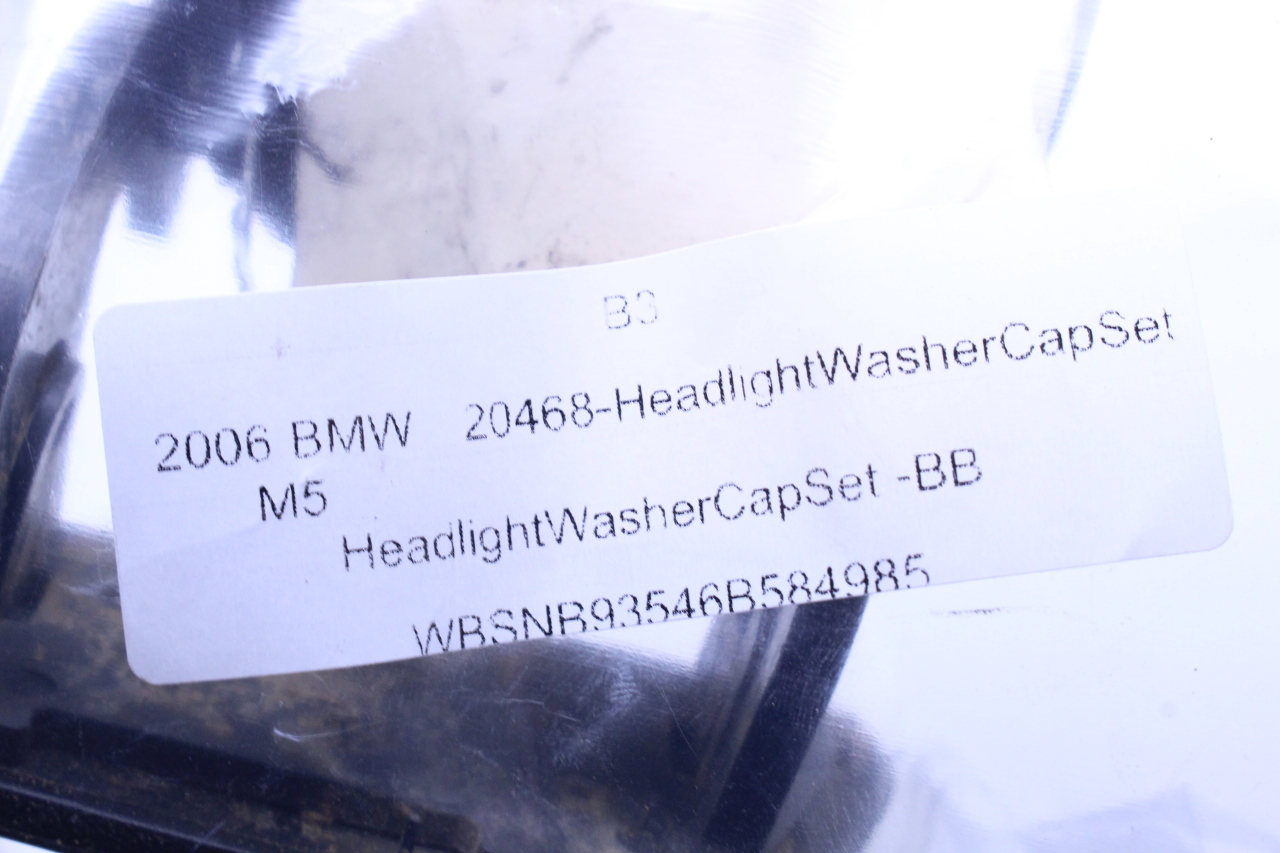 B3
2006 BMW 20468-HeadlightWasherCapSet
M5
HeadlightWasherCapSet -BB
WBSNB93546B584985